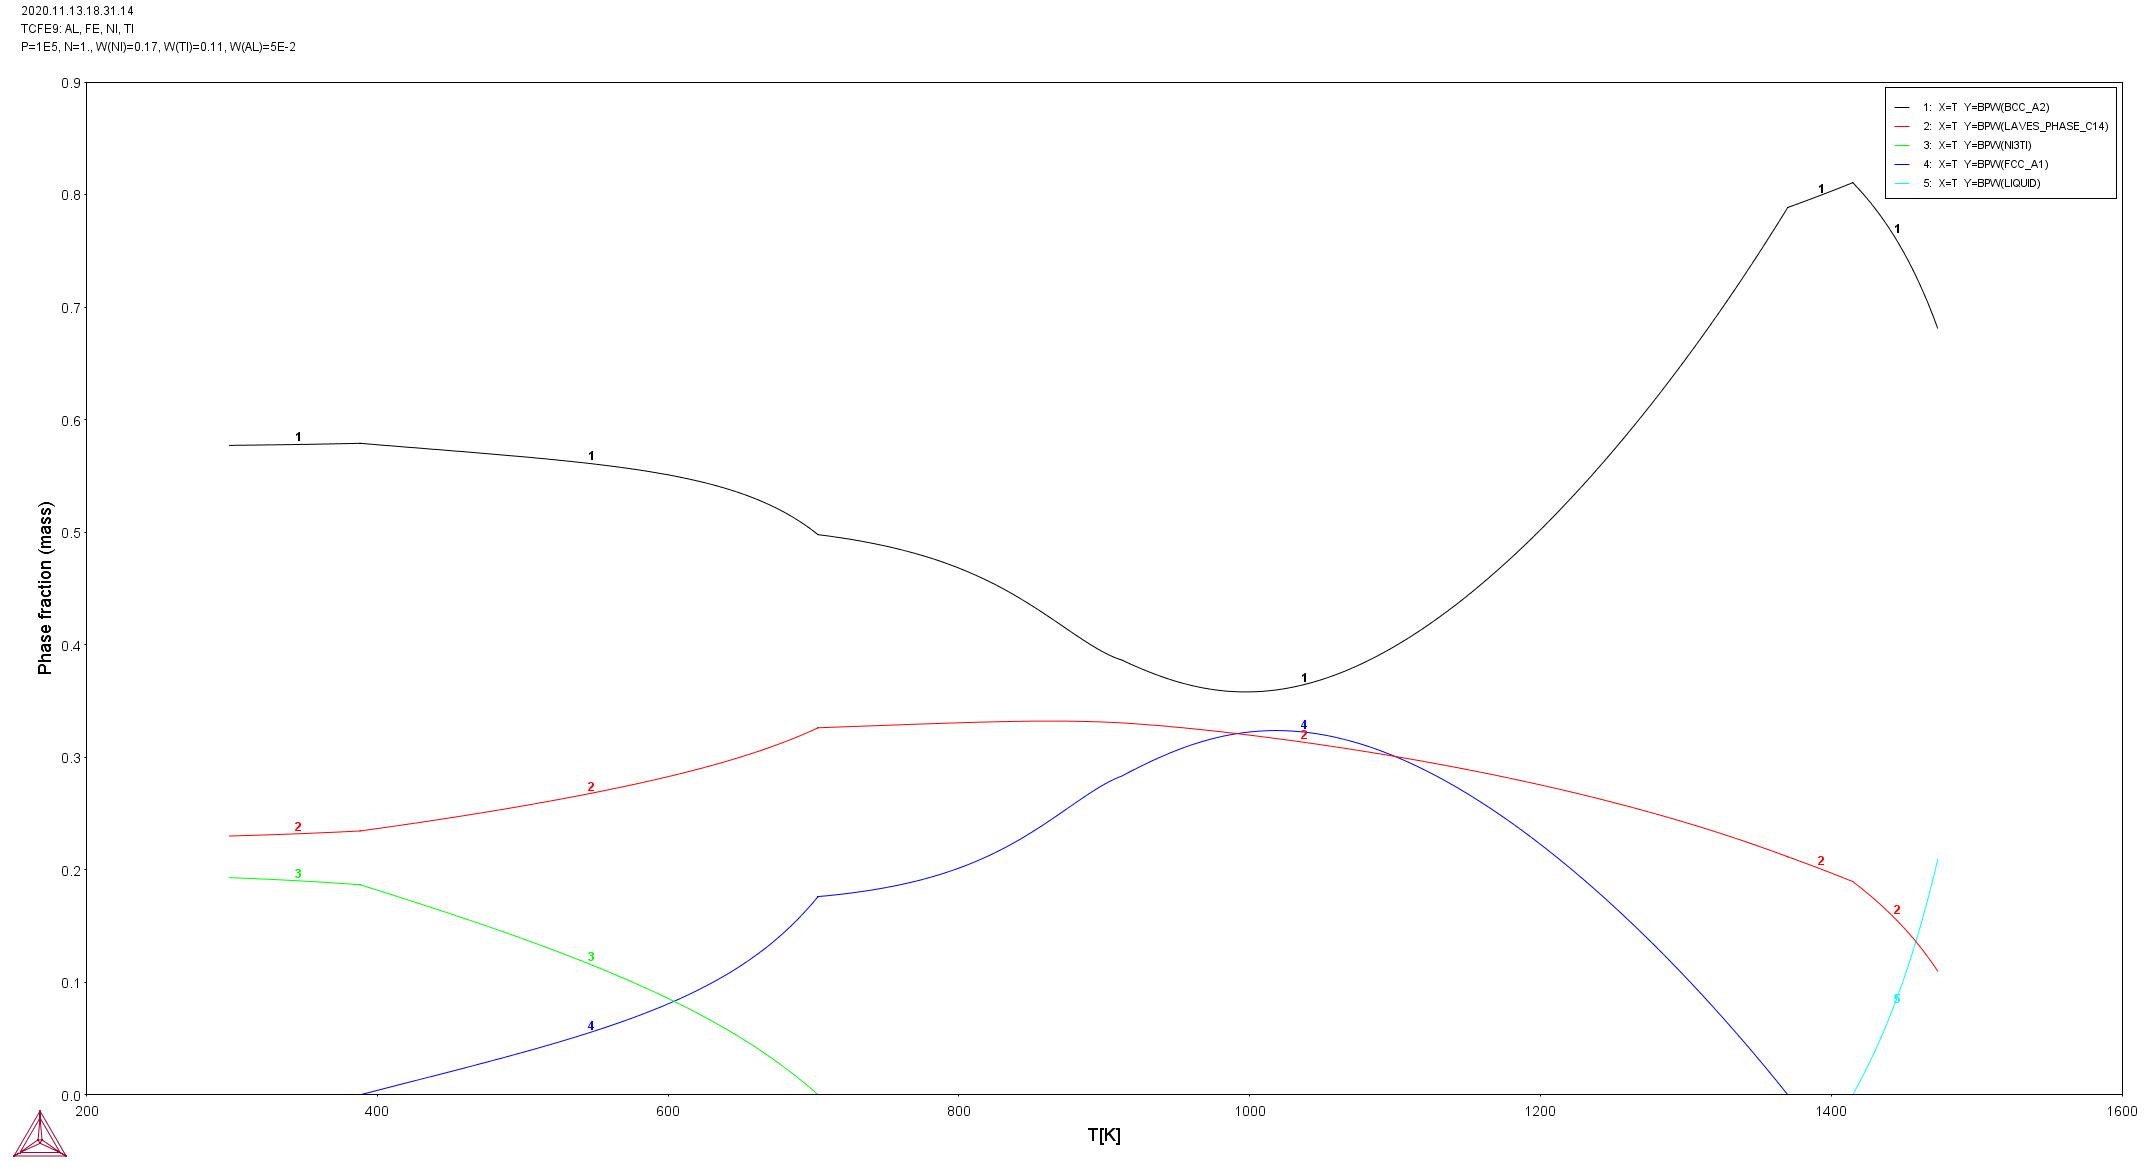 2020.11.13.18.31.14
TCFE9: AL, FE, NI, TI
P=1E5, N=1., W(NI)=0.17, W(TI)=0.11, W(AL)=5E-2
1: X=T Y=BPW(BCC_A2)
2: X=T Y=BPW(LAVES_PHASE_C14)
3: X=T Y=BPW(NI3TI)
4: X=T Y=BPW(FCC_A1)
5: X=T Y=BPW(LIQUID)
Phase fraction (mass)
0.9
0.8
0.7
0.6
0.5
0.4
0.3
0.2
0.1
0.0
1 1 1 1 1
2 2 2 2 2
3 3
4 4
5
200 400 600 800 1000 1200 1400 1600
T[K]